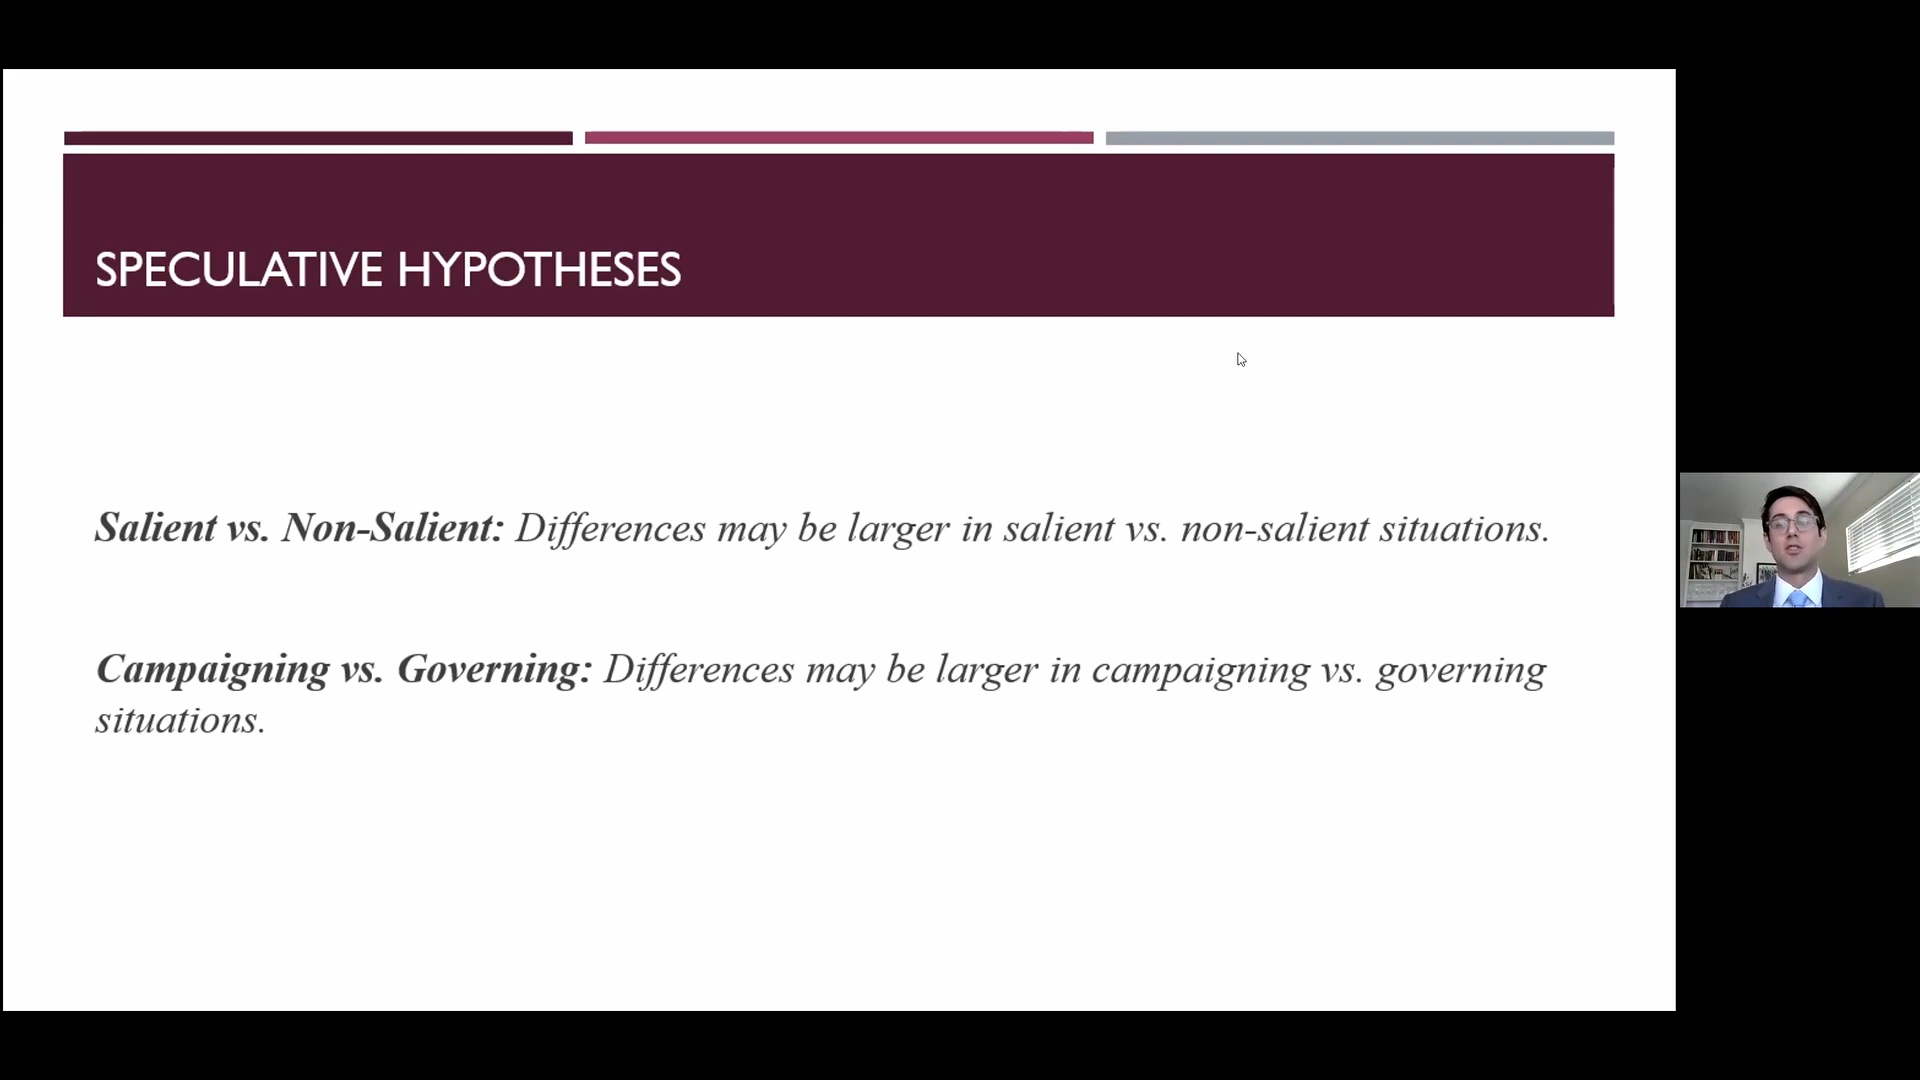 SPECULATIVE HYPOTHESES
Salient vs. Non-Salient: Differences may be larger in salient vs. non-salient situations.
Campaigning vs. Governing: Differences may be larger in campaigning vs. governing
situations.